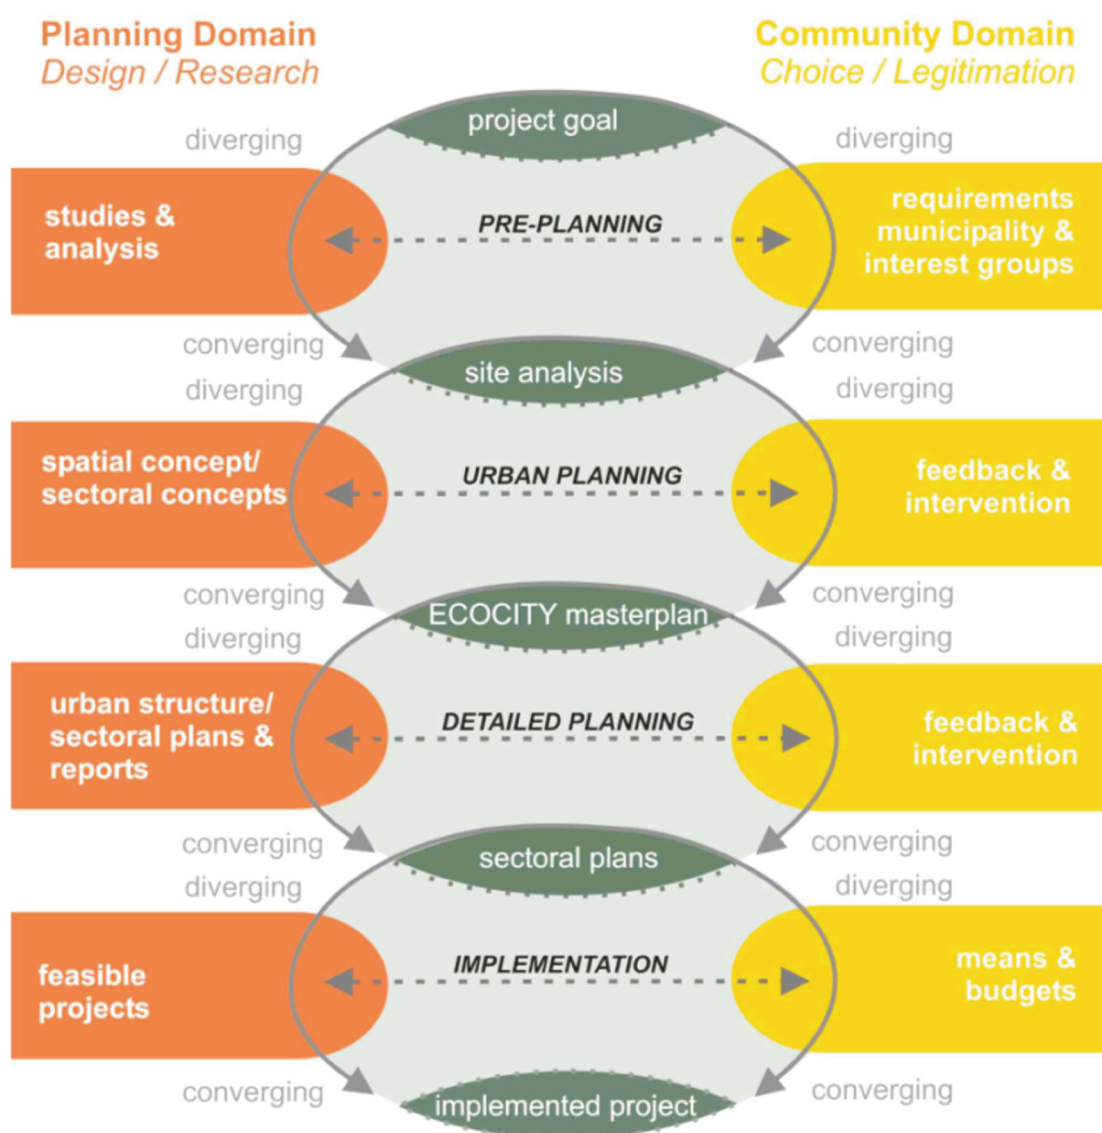 Planning Domain
Design / Research
Community Domain
Choice / Legitimation
project goal
diverging
diverging
studies &
analysis
PRE-PLANNING
requirements
municipality &
interest groups
converging
converging
site analysis
diverging
diverging
spatial concept/
sectoral concepts
URBAN PLANNING
feedback &
intervention
converging
converging
ECOCITY masterplan
diverging
diverging
urban structure/
sectoral plans &
reports
DETAILED PLANNING
feedback &
intervention
converging
converging
sectoral plans
diverging
diverging
feasible
projects
IMPLEMENTATION
means &
budgets
converging
converging
implemented project